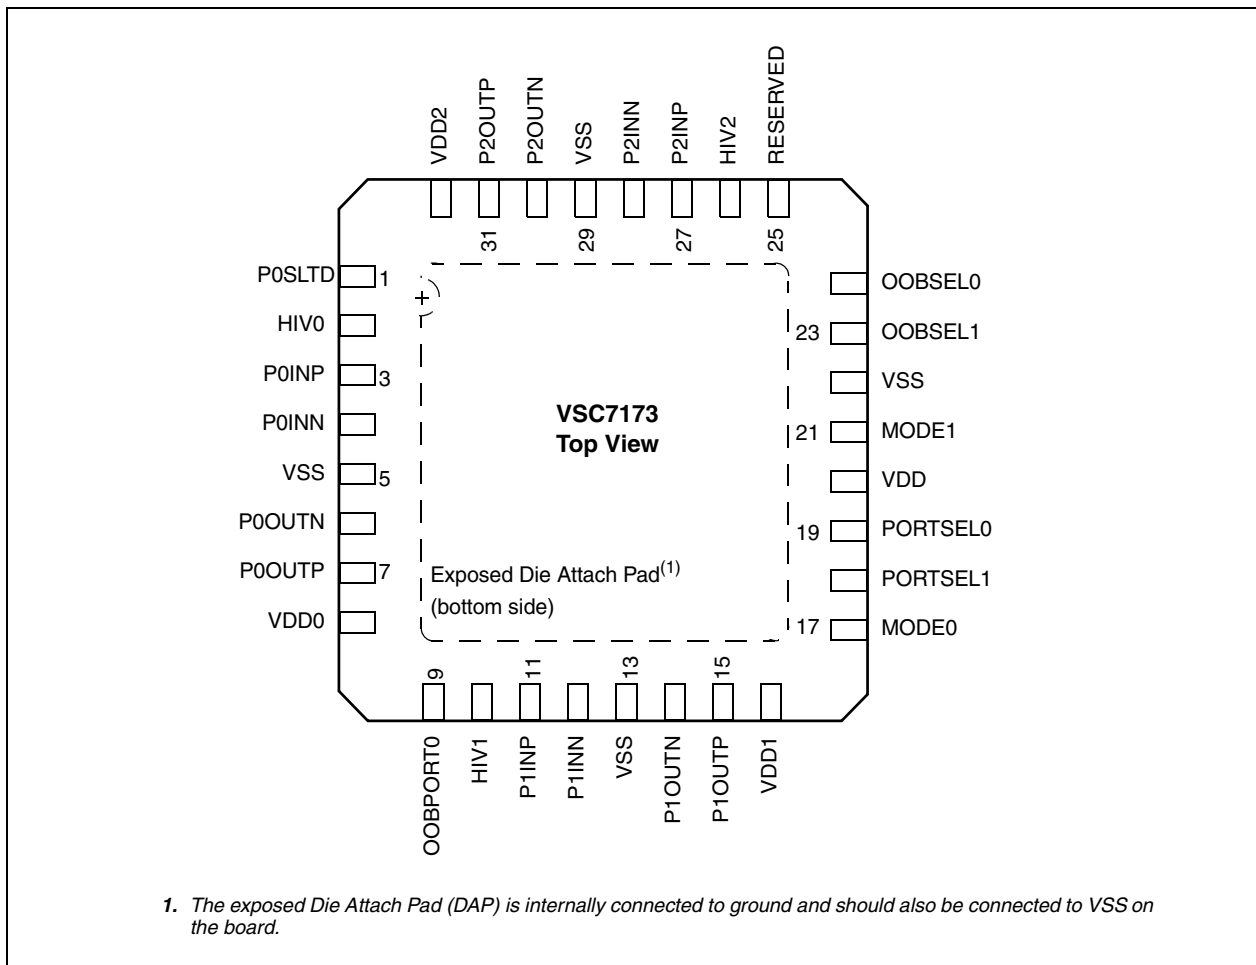 VDD2
P2OUTP
P2OUTN
VSS
P2INN
P2INP
HIV2
RESERVED
31
29
27
25
P0SLTD
1
HIV0
P0INP
3
P0INN
VSS
5
P0OUTN
P0OUTP
7
VDD0
OOBSEL0
23
OOBSEL1
VSS
21
MODE1
VDD
19
PORTSEL0
PORTSEL1
17
MODE0
VSC7173
Top View
Exposed Die Attach Pad(1)
(bottom side)
9
11
13
15
OOBPORT0
HIV1
P1INP
P1INN
VSS
P1OUTN
P1OUTP
VDD1
1. The exposed Die Attach Pad (DAP) is internally connected to ground and should also be connected to VSS on
the board.